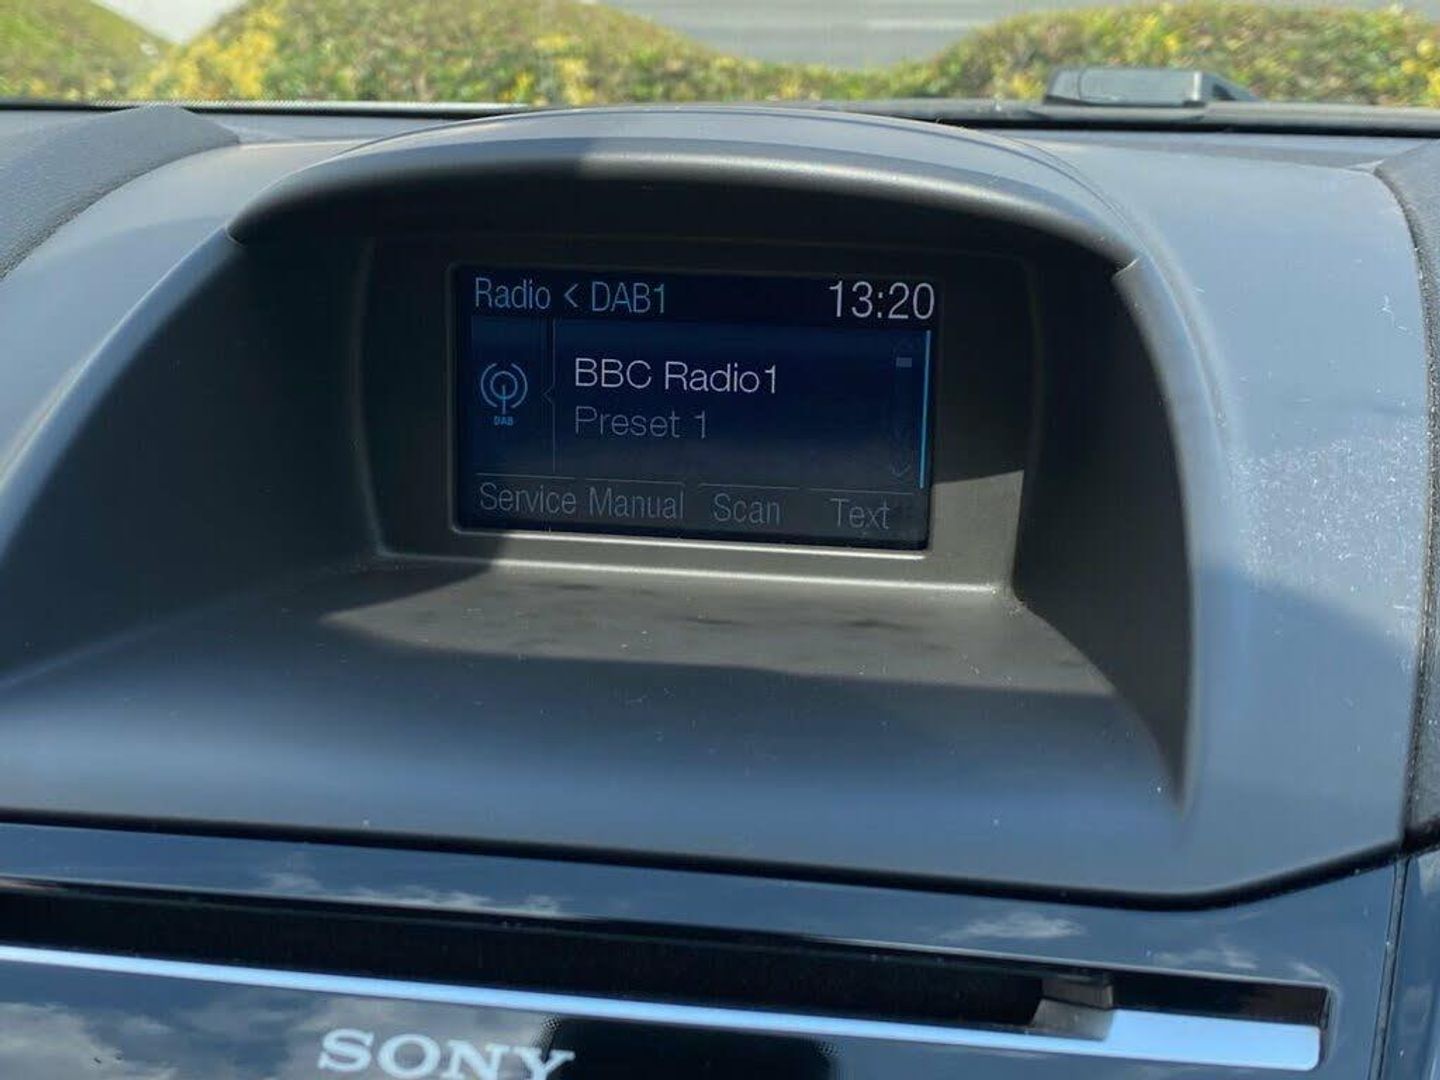 Radio < DAB1 13:20
BBC Radio1
DAB
Preset 1
Service Manual Scan Text
SONY